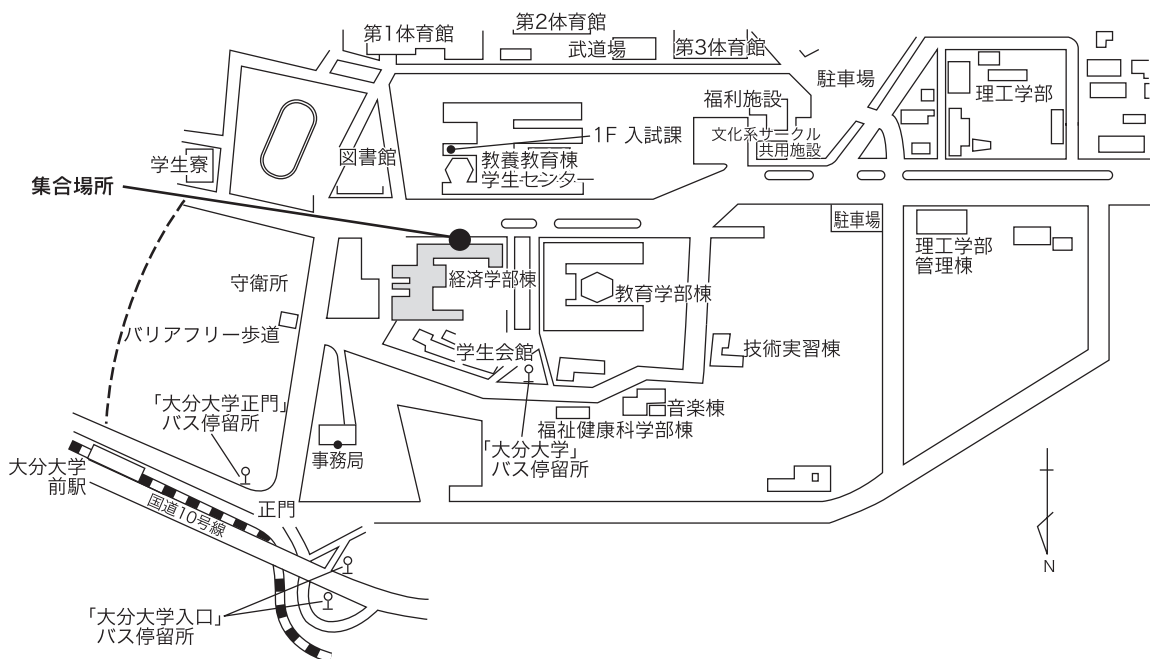 第1体育館
第2体育館
武道場
第3体育館
駐車場
理工学部
福利施設
文化系サークル
共用施設
1F 入試課
教養教育棟
学生センター
図書館
学生寮
集合場所
駐車場
理工学部
管理棟
経済学部棟
教育学部棟
守衛所
バリアフリー歩道
学生会館
技術実習棟
「大分大学正門」
バス停留所
音楽棟
福祉健康科学部棟
「大分大学」
バス停留所
事務局
大分大学
前駅
国道10号線
正門
N
「大分大学入口」
バス停留所